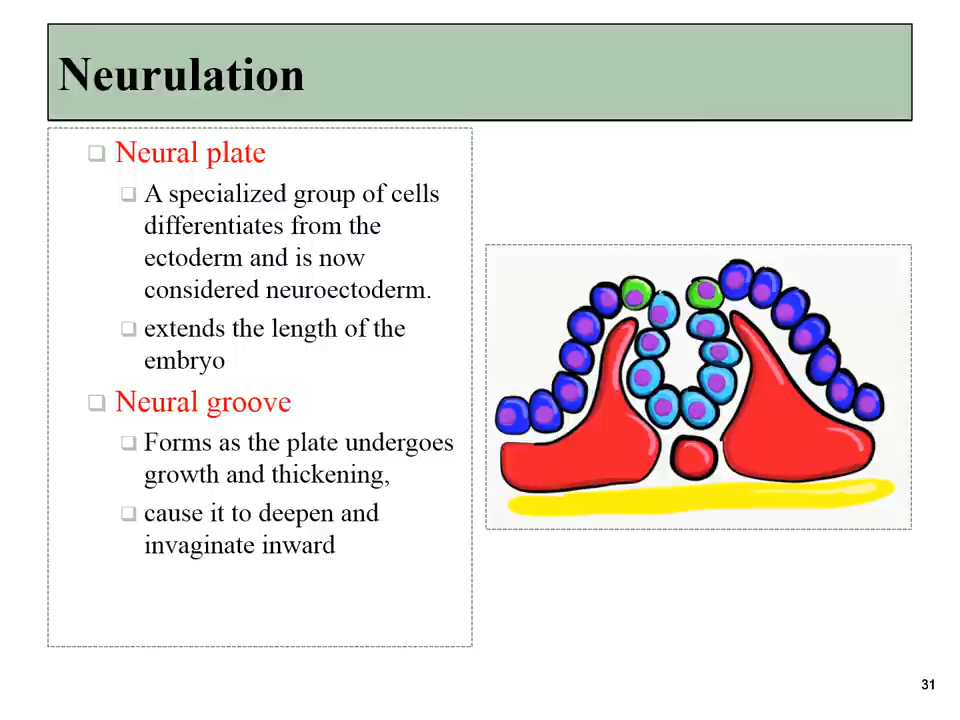 Neurulation
Neural plate
A specialized group of cells
differentiates from the
ectoderm and is now
considered neuroectoderm.
extends the length of the
embryo
Neural groove
Forms as the plate undergoes
growth and thickening,
cause it to deepen and
invaginate inward
31